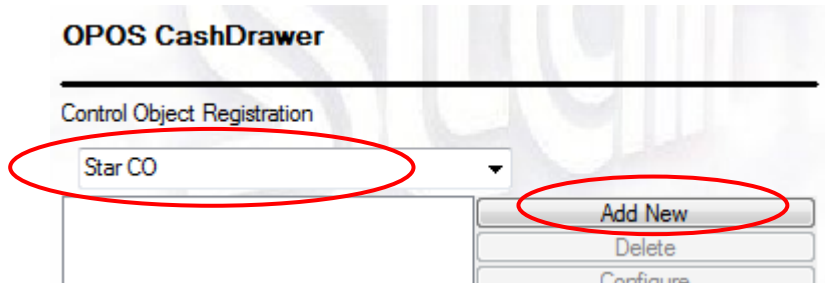 OPOS CashDrawer
Control Object Registration
Star CO
Add New
Delete
Configure